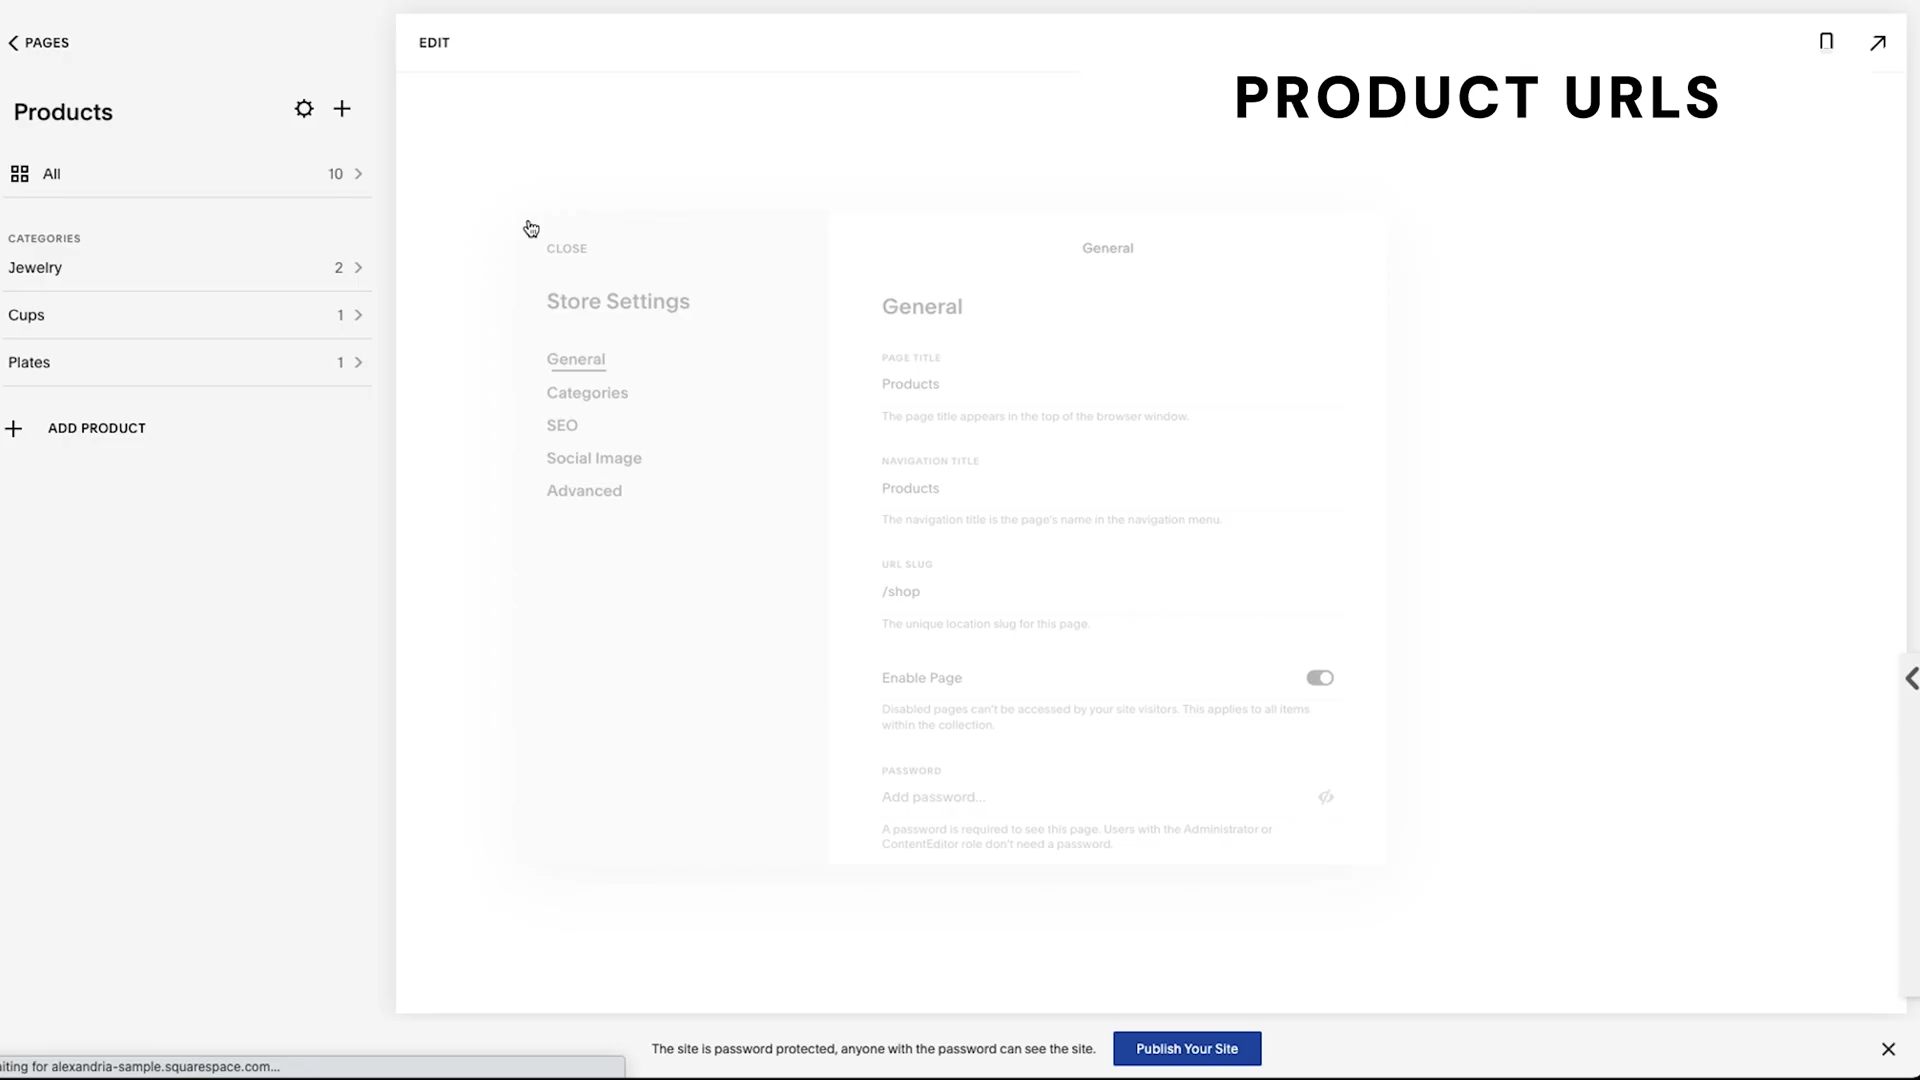 PAGES
Products
All 10
CATEGORIES
Jewelry 2
Cups 1
Plates 1
ADD PRODUCT
EDIT
PRODUCT URLS
CLOSE
Store Settings
General
Categories
SEO
Social Image
Advanced
General
General
PAGE TITLE
Products
The page title appears in the top of the browser window.
NAVIGATION TITLE
Products
The navigation title is the page's name in the navigation menu.
URL SLUG
/shop
The unique location slug for this page.
Enable Page
Disabled pages can't be accessed by your site visitors. This applies to all items
within the collection.
PASSWORD
Add password...
A password is required to see this page. Users with the Administrator or
ContentEditor role don't need a password.
The site is password protected, anyone with the password can see the site.
Publish Your Site
aiting for alexandria-sample.squarespace.com...